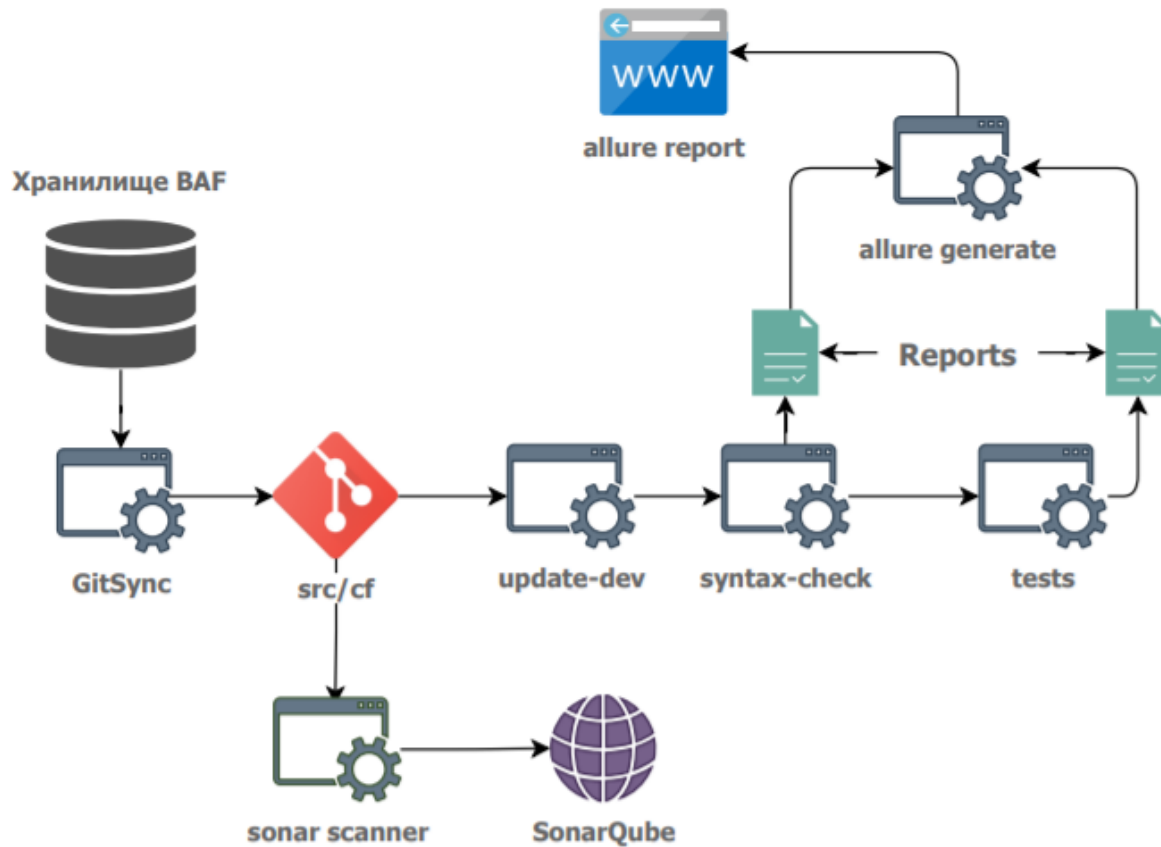 WWW
allure report
Хранилище BAF
allure generate
Reports
GitSync
src/cf
update-dev
syntax-check
tests
sonar scanner
SonarQube